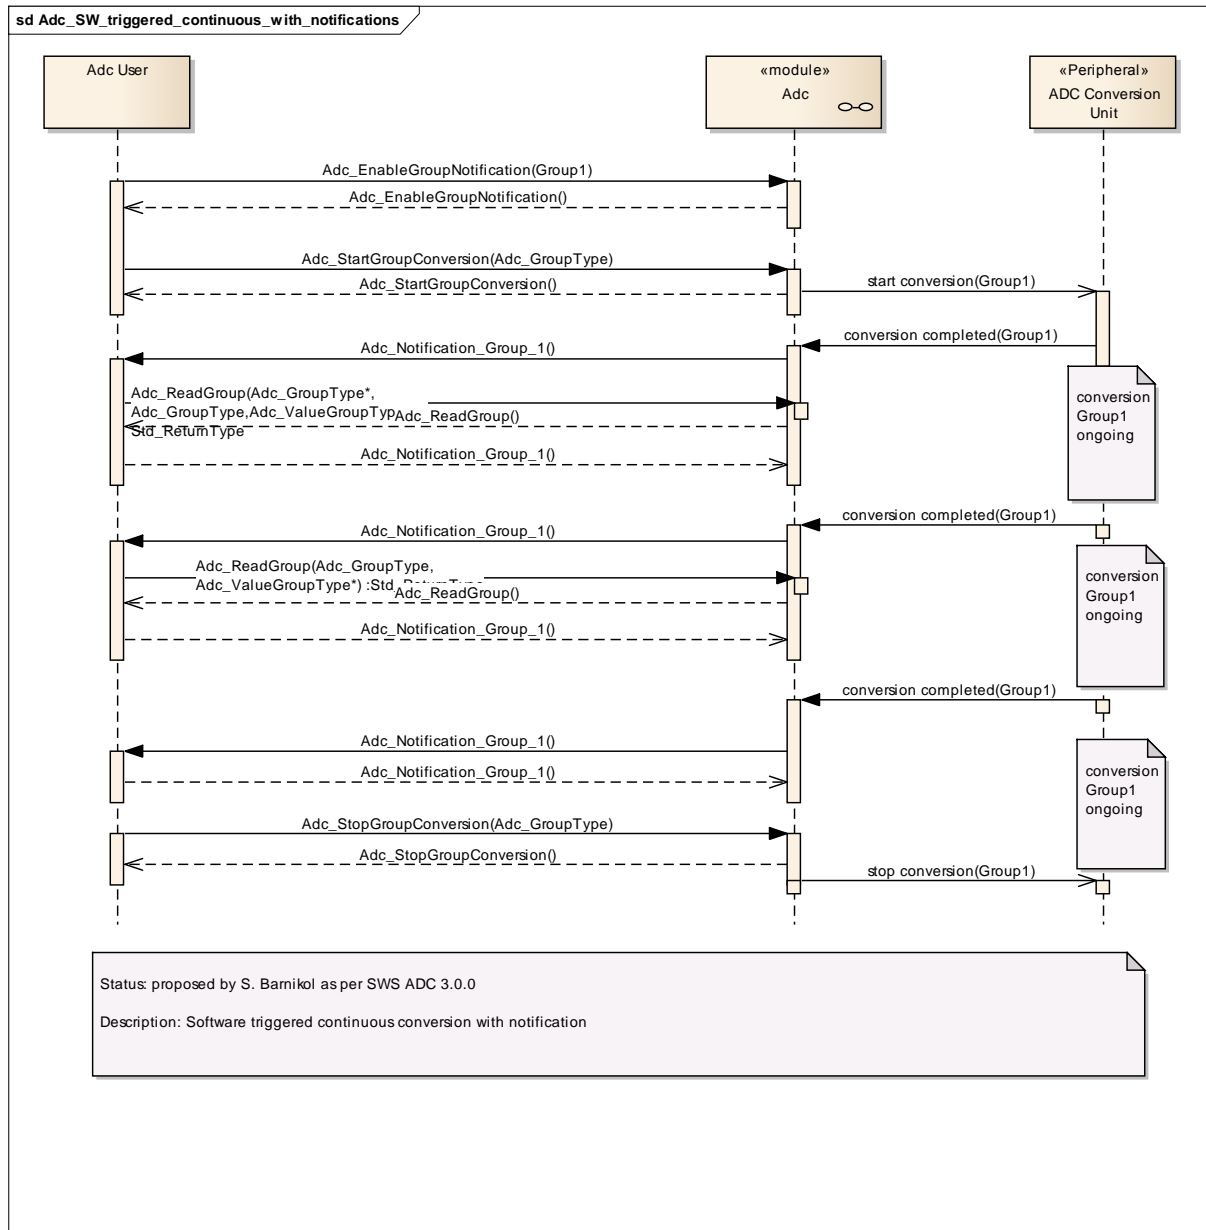 sd Adc_SW_triggered_continuous_with_notifications
Adc User
«module»
Adc
«Peripheral»
ADC Conversion
Unit
Adc_EnableGroupNotification(Group1)
Adc_EnableGroupNotification()
Adc_StartGroupConversion(Adc_GroupType)
Adc_StartGroupConversion()
start conversion(Group1)
conversion completed(Group1)
Adc_Notification_Group_1()
Adc_ReadGroup(Adc_GroupType*,
Adc_GroupType,Adc_ValueGroupTyp
Adc_ReadGroup()
Std_ReturnType
Adc_Notification_Group_1()
conversion
Group1
ongoing
conversion completed(Group1)
Adc_Notification_Group_1()
Adc_ReadGroup(Adc_GroupType,
Adc_ValueGroupType*) :Std_ReturnType
Adc_ReadGroup()
Adc_Notification_Group_1()
conversion
Group1
ongoing
conversion completed(Group1)
Adc_Notification_Group_1()
Adc_Notification_Group_1()
conversion
Group1
ongoing
Adc_StopGroupConversion(Adc_GroupType)
Adc_StopGroupConversion()
stop conversion(Group1)
Status: proposed by S. Barnikol as per SWS ADC 3.0.0
Description: Software triggered continuous conversion with notification